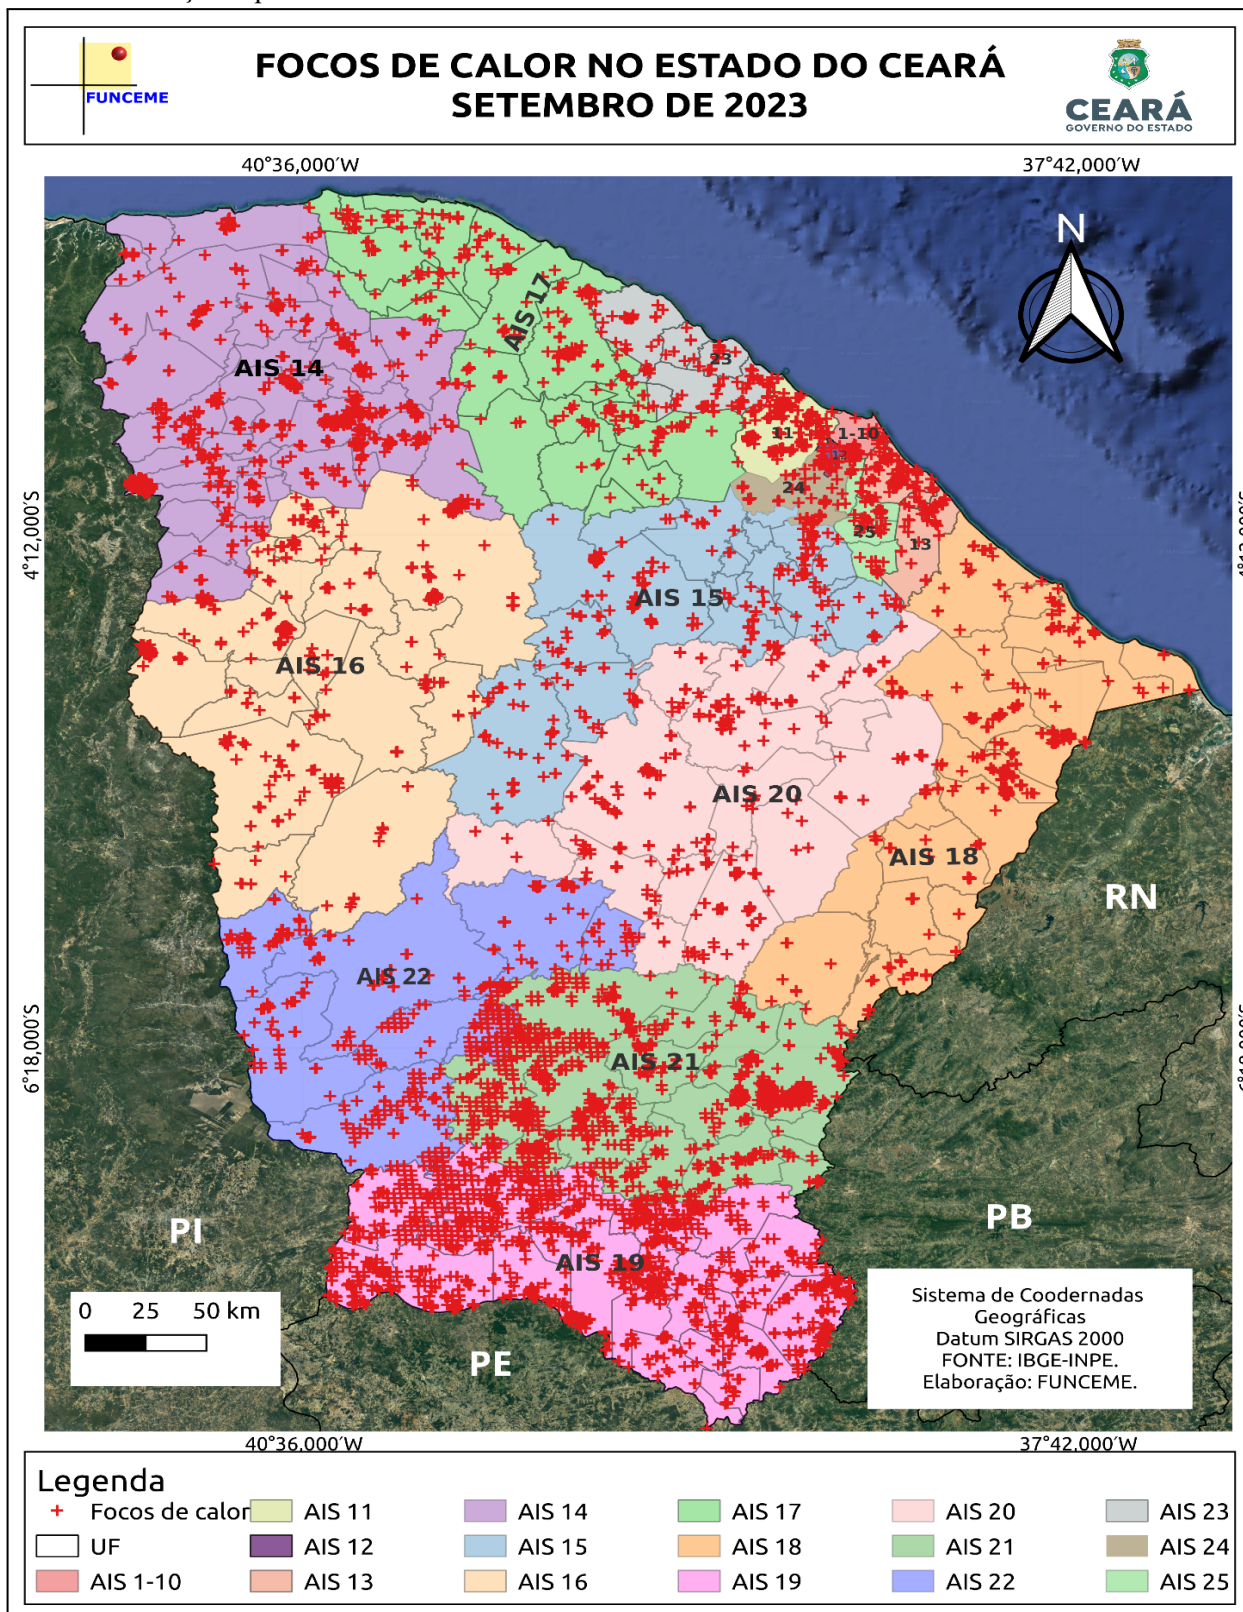 FUNCEME
FOCOS DE CALOR NO ESTADO DO CEARÁ
SETEMBRO DE 2023
CEARÁ
GOVERNO DO ESTADO
40°36,000′W
37°42,000′W
N
AIS 17
AIS 14
23
11
1-10
12
24
25
13
4°12,000′S
AIS 15
AIS 16
AIS 20
AIS 18
RN
AIS 22
6°18,000′S
AIS 21
PI
PB
AIS 19
PE
0 25 50 km
Sistema de Coodernadas
Geográficas
Datum SIRGAS 2000
FONTE: IBGE-INPE.
Elaboração: FUNCEME.
40°36,000′W
37°42,000′W
Legenda
Focos de calor
UF
AIS 1-10
AIS 11
AIS 12
AIS 13
AIS 14
AIS 15
AIS 16
AIS 17
AIS 18
AIS 19
AIS 20
AIS 21
AIS 22
AIS 23
AIS 24
AIS 25